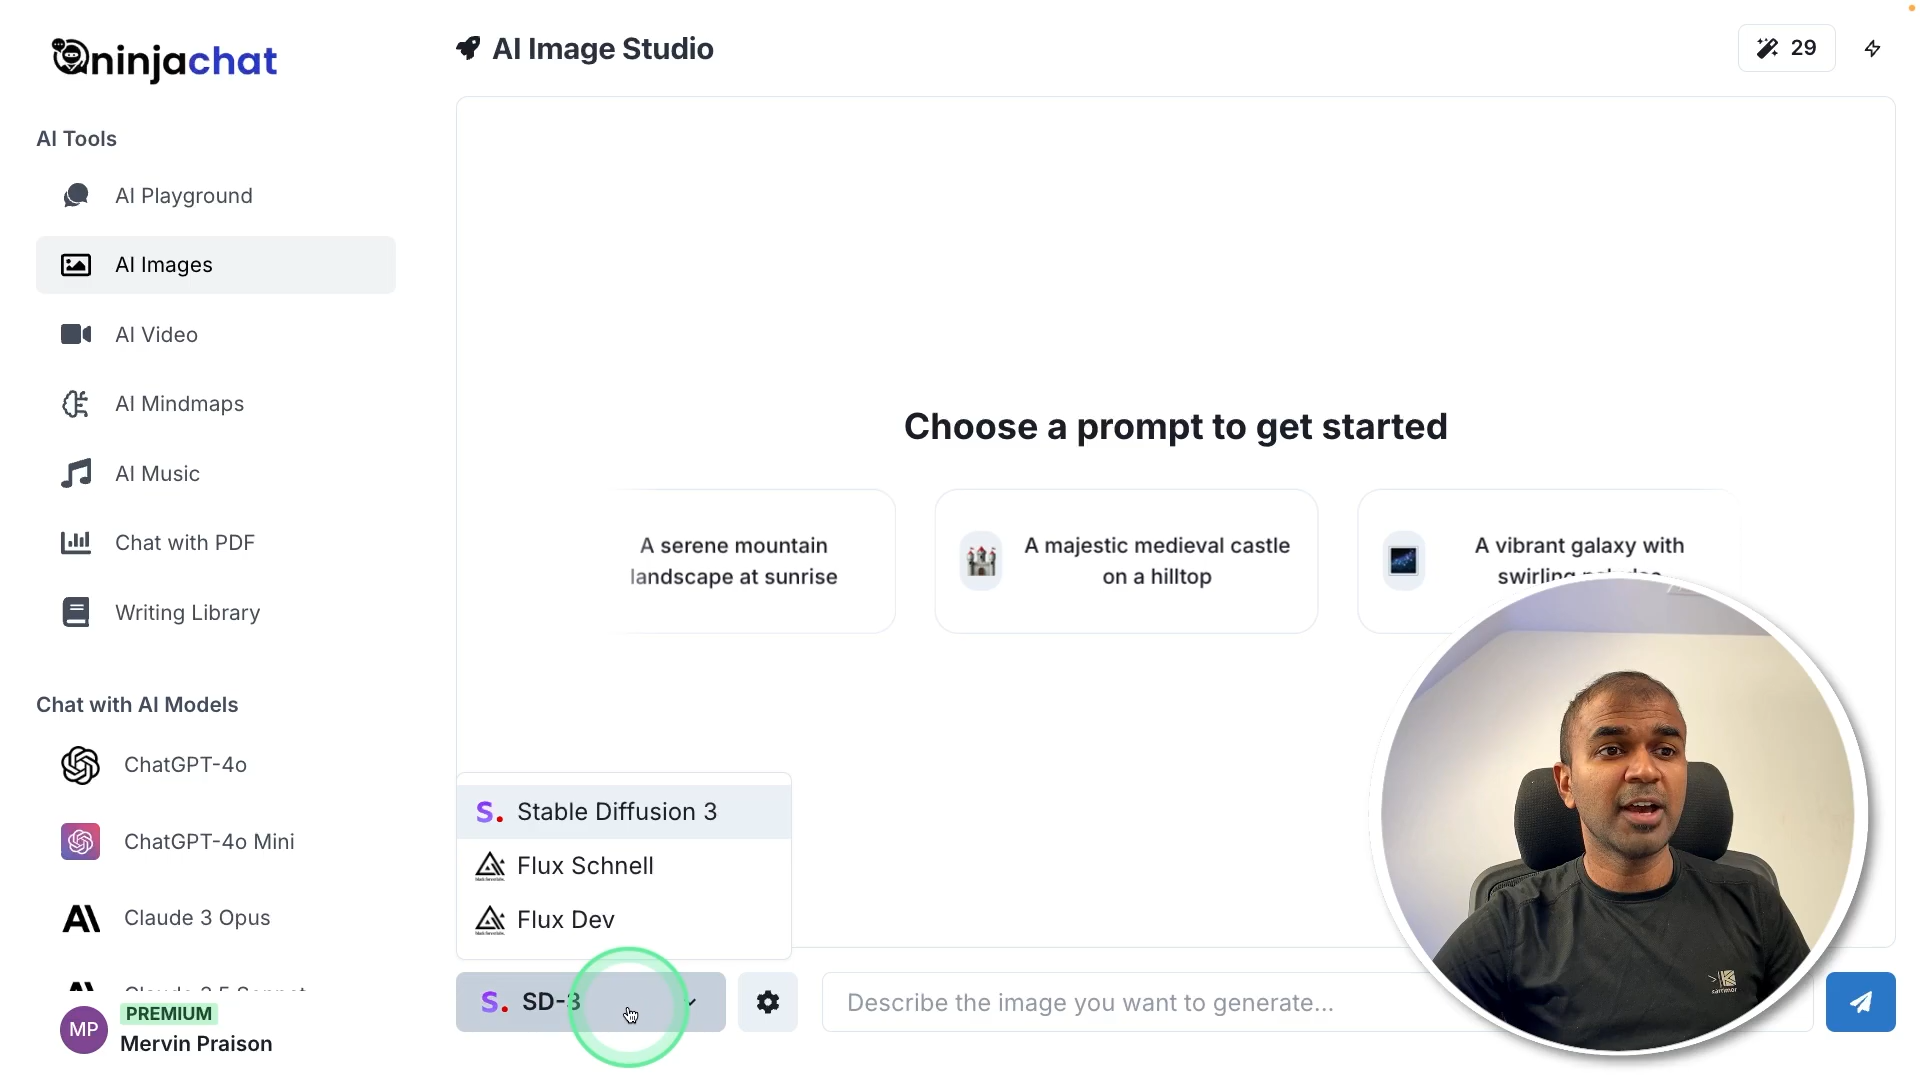 ninjachat
AI Image Studio
29
AI Tools
AI Playground
AI Images
AI Video
AI Mindmaps
AI Music
Chat with PDF
Writing Library
Chat with AI Models
ChatGPT-4o
ChatGPT-4o Mini
Claude 3 Opus
MP
PREMIUM
Mervin Praison
Choose a prompt to get started
A serene mountain
landscape at sunrise
A majestic medieval castle
on a hilltop
A vibrant galaxy with
swirling
S. Stable Diffusion 3
Flux Schnell
Flux Dev
S. SD-3
Describe the image you want to generate...